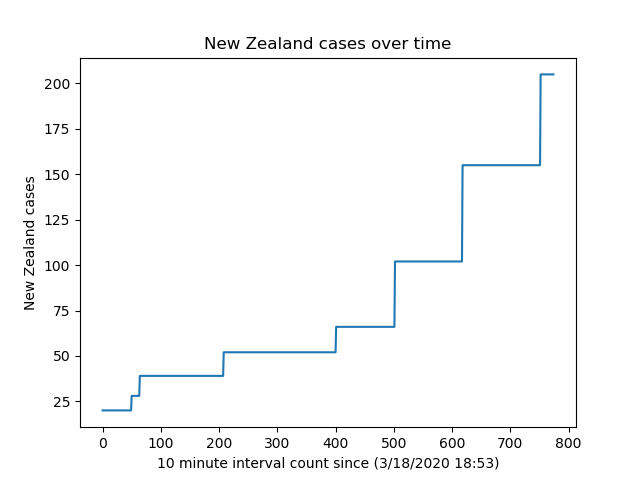 New Zealand cases over time
New Zealand cases
200
175
150
125
100
75
50
25
0 100 200 300 400 500 600 700 800
10 minute interval count since (3/18/2020 18:53)